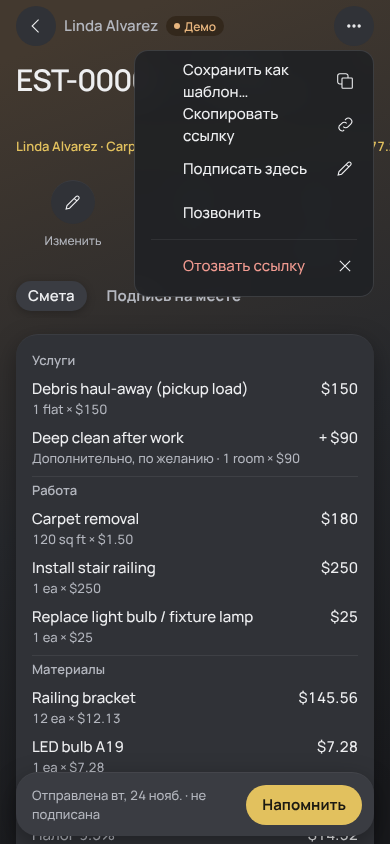 Linda Alvarez
Демо
EST-000
Сохранить как
шаблон…
Скопировать
ссылку
Подписать здесь
Позвонить
Отозвать ссылку
Linda Alvarez · Carp
77..
Изменить
Смета
Подпись на месте
Услуги
Debris haul-away (pickup load) $150
1 flat × $150
Deep clean after work + $90
Дополнительно, по желанию · 1 room × $90
Работа
Carpet removal $180
120 sq ft × $1.50
Install stair railing $250
1 ea × $250
Replace light bulb / fixture lamp $25
1 ea × $25
Материалы
Railing bracket $145.56
12 ea × $12.13
LED bulb A19 $7.28
1 ea × $7.28
Отправлена вт, 24 нояб. · не
подписана
Напомнить